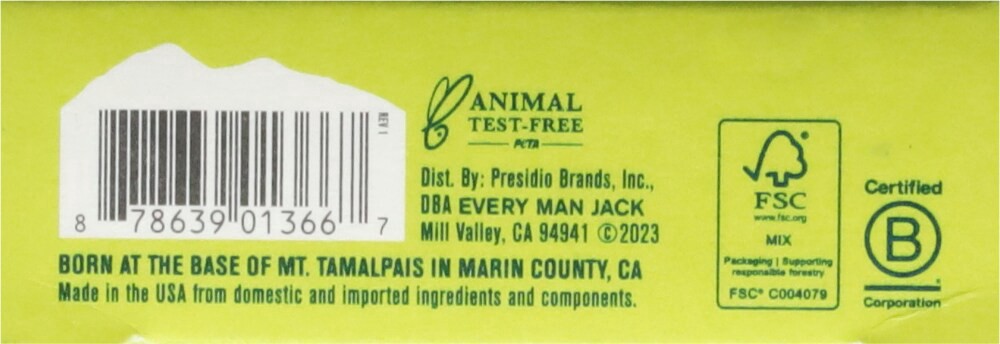 REV 1
8 78639 01366 7
ANIMAL
TEST-FREE
PETA
Dist. By: Presidio Brands, Inc.,
DBA EVERY MAN JACK
Mill Valley, CA 94941 ©2023
BORN AT THE BASE OF MT. TAMALPAIS IN MARIN COUNTY, CA
Made in the USA from domestic and imported ingredients and components.
FSC
www.fsc.org
MIX
Packaging | Supporting
responsible forestry
FSC® C004079
Certified
B
Corporation